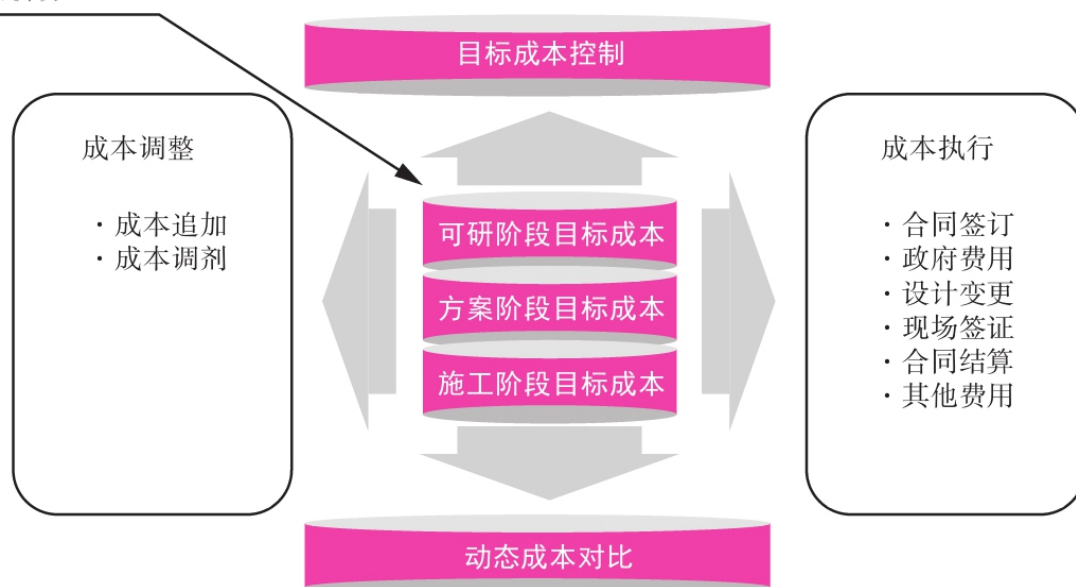 目标成本控制
成本调整
· 成本追加
· 成本调剂
可研阶段目标成本
方案阶段目标成本
施工阶段目标成本
成本执行
· 合同签订
· 政府费用
· 设计变更
· 现场签证
· 合同结算
· 其他费用
动态成本对比